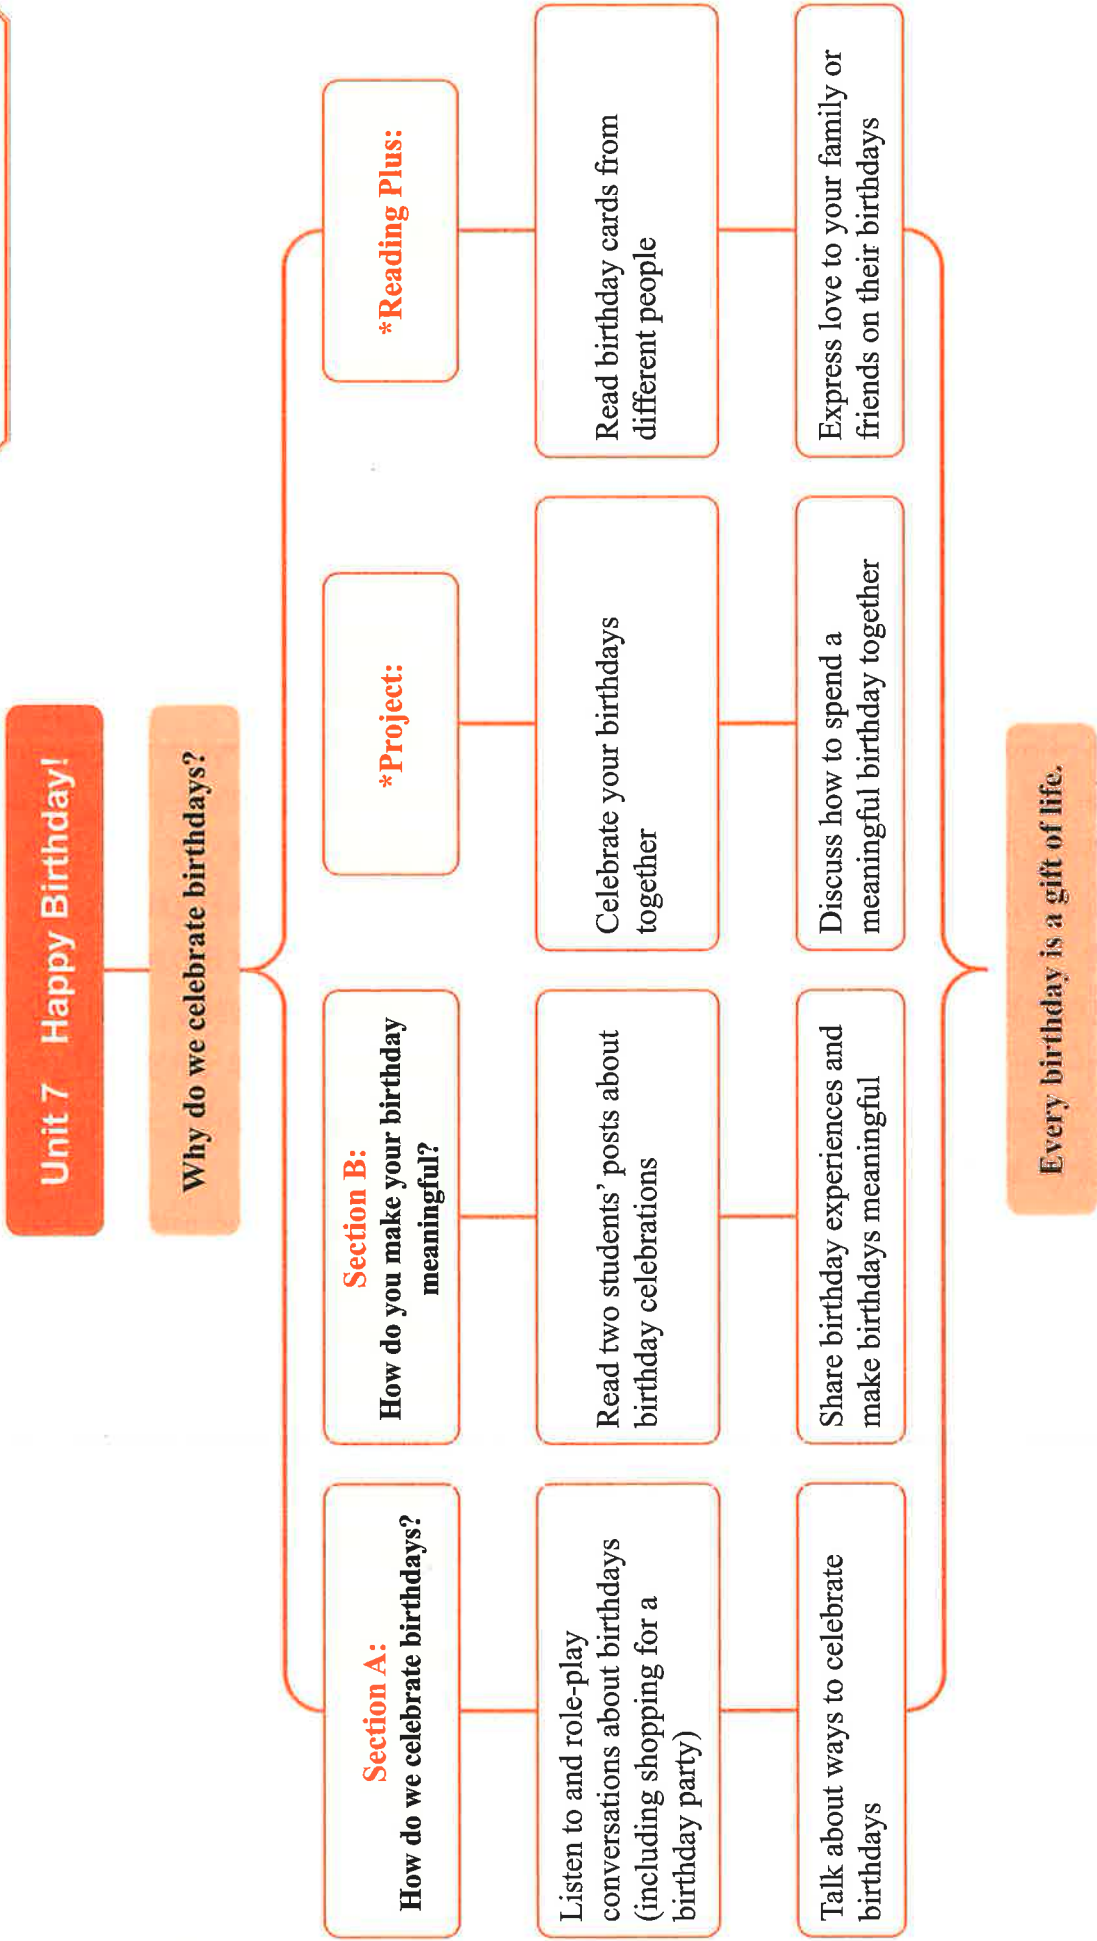 Unit 7 Happy Birthday!
Why do we celebrate birthdays?
Section A:
How do we celebrate birthdays?
Listen to and role-play
conversations about birthdays
(including shopping for a
birthday party)
Talk about ways to celebrate
birthdays
Section B:
How do you make your birthday
meaningful?
Read two students' posts about
birthday celebrations
Share birthday experiences and
make birthdays meaningful
*Project:
Celebrate your birthdays
together
Discuss how to spend a
meaningful birthday together
*Reading Plus:
Read birthday cards from
different people
Express love to your family or
friends on their birthdays
Every birthday is a gift of life.